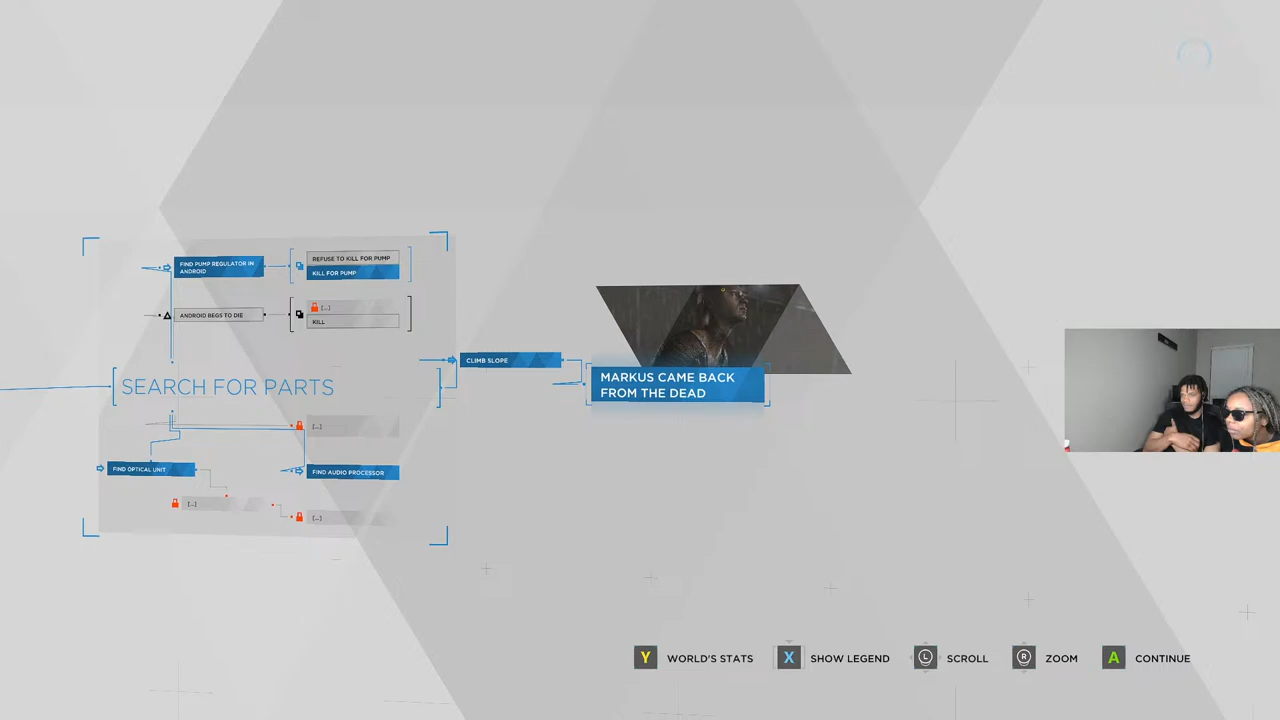 FIND PUMP REGULATOR IN
ANDROID
REFUSE TO KILL FOR PUMP
KILL FOR PUMP
ANDROID BEGS TO DIE
[...]
KILL
CLIMB SLOPE
SEARCH FOR PARTS
MARKUS CAME BACK
FROM THE DEAD
[...]
FIND OPTICAL UNIT
FIND AUDIO PROCESSOR
[...]
[...]
Y WORLD'S STATS X SHOW LEGEND L SCROLL R ZOOM A CONTINUE